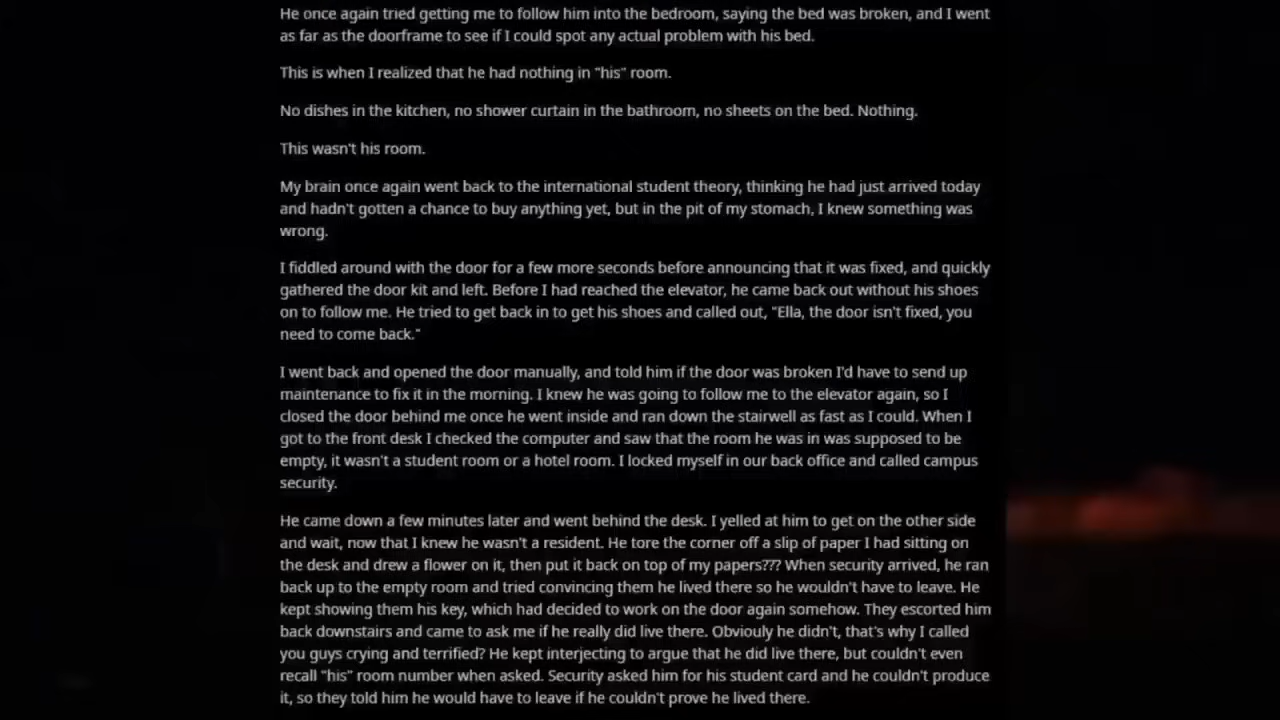 He once again tried getting me to follow him into the bedroom, saying the bed was broken, and I went
as far as the doorframe to see if I could spot any actual problem with his bed.
This is when I realized that he had nothing in "his" room.
No dishes in the kitchen, no shower curtain in the bathroom, no sheets on the bed. Nothing.
This wasn't his room.
My brain once again went back to the international student theory, thinking he had just arrived today
and hadn't gotten a chance to buy anything yet, but in the pit of my stomach, I knew something was
wrong.
I fiddled around with the door for a few more seconds before announcing that it was fixed, and quickly
gathered the door kit and left. Before I had reached the elevator, he came back out without his shoes
on to follow me. He tried to get back in to get his shoes and called out, "Ella, the door isn't fixed, you
need to come back."
I went back and opened the door manually, and told him if the door was broken I'd have to send up
maintenance to fix it in the morning. I knew he was going to follow me to the elevator again, so I
closed the door behind me once he went inside and ran down the stairwell as fast as I could. When I
got to the front desk I checked the computer and saw that the room he was in was supposed to be
empty, it wasn't a student room or a hotel room. I locked myself in our back office and called campus
security.
He came down a few minutes later and went behind the desk. I yelled at him to get on the other side
and wait, now that I knew he wasn't a resident. He tore the corner off a slip of paper I had sitting on
the desk and drew a flower on it, then put it back on top of my papers??? When security arrived, he ran
back up to the empty room and tried convincing them he lived there so he wouldn't have to leave. He
kept showing them his key, which had decided to work on the door again somehow. They escorted him
back downstairs and came to ask me if he really did live there. Obviouly he didn't, that's why I called
you guys crying and terrified? He kept interjecting to argue that he did live there, but couldn't even
recall "his" room number when asked. Security asked him for his student card and he couldn't produce
it, so they told him he would have to leave if he couldn't prove he lived there.